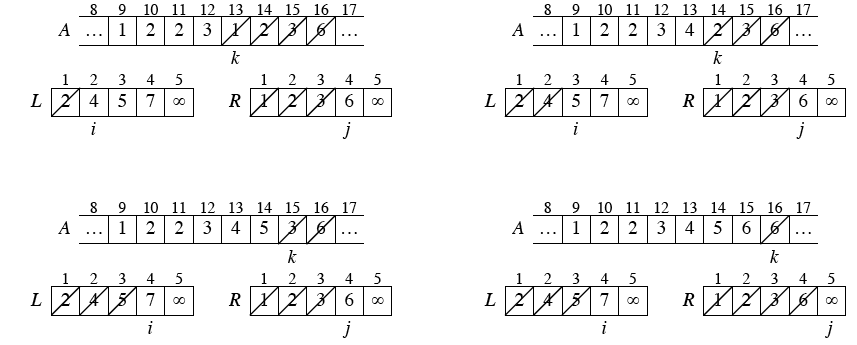 8 9 10 11 12 13 14 15 16 17
A … 1 2 2 3 1 2 3 6 …
k
1 2 3 4 5 1 2 3 4 5
L 2 4 5 7 ∞ R 1 2 3 6 ∞
i j
8 9 10 11 12 13 14 15 16 17
A … 1 2 2 3 4 2 3 6 …
k
1 2 3 4 5 1 2 3 4 5
L 2 4 5 7 ∞ R 1 2 3 6 ∞
i j
8 9 10 11 12 13 14 15 16 17
A … 1 2 2 3 4 5 3 6 …
k
1 2 3 4 5 1 2 3 4 5
L 2 4 5 7 ∞ R 1 2 3 6 ∞
i j
8 9 10 11 12 13 14 15 16 17
A … 1 2 2 3 4 5 6 6 …
k
1 2 3 4 5 1 2 3 4 5
L 2 4 5 7 ∞ R 1 2 3 6 ∞
i j